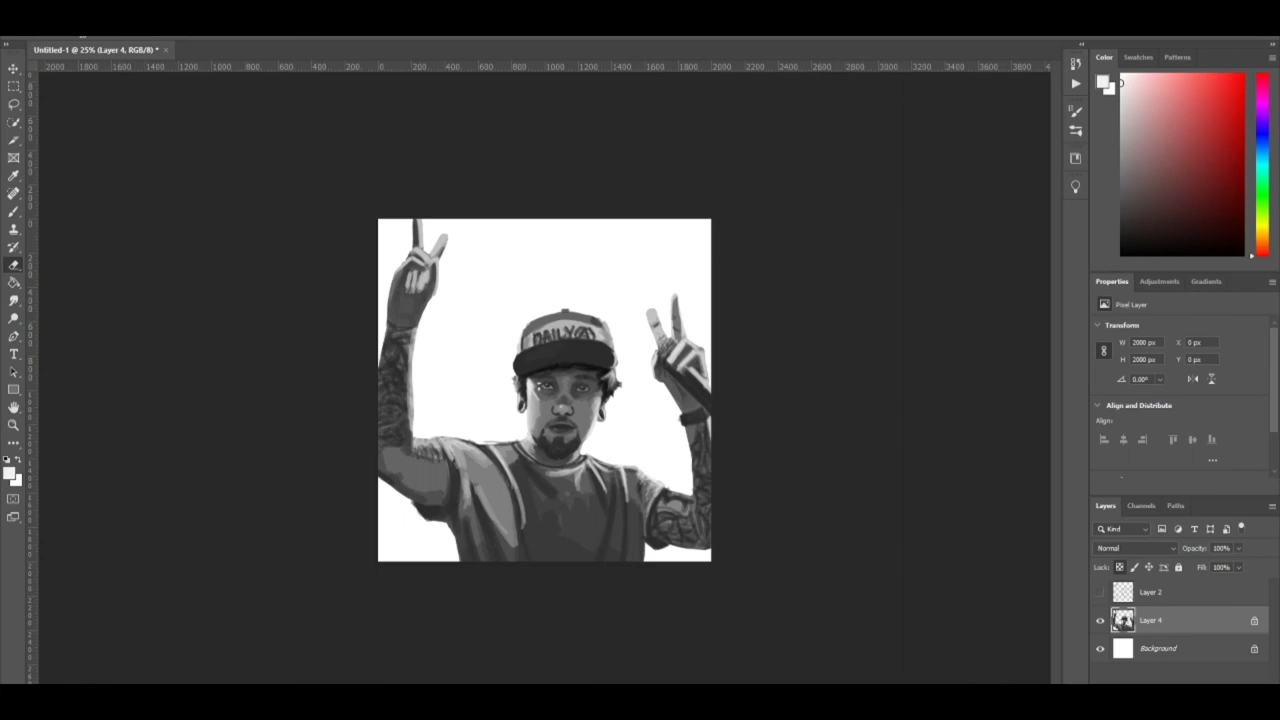 Untitled-1 @ 25% (Layer 4, RGB/8) *
2000 1800 1600 1400 1200 1000 800 600 400 200 0 200 400 600 800 1000 1200 1400 1600 1800 2000 2200 2400 2600 2800 3000 3200 3400 3600 3800 4
Color Swatches Patterns
Properties Adjustments Gradients
Pixel Layer
Transform
W 2000 px X 0 px
H 2000 px Y 0 px
0.00°
Align and Distribute
Align:
DAILY
Layers Channels Paths
Kind
Normal Opacity: 100%
Lock: Fill: 100%
Layer 2
Layer 4
Background